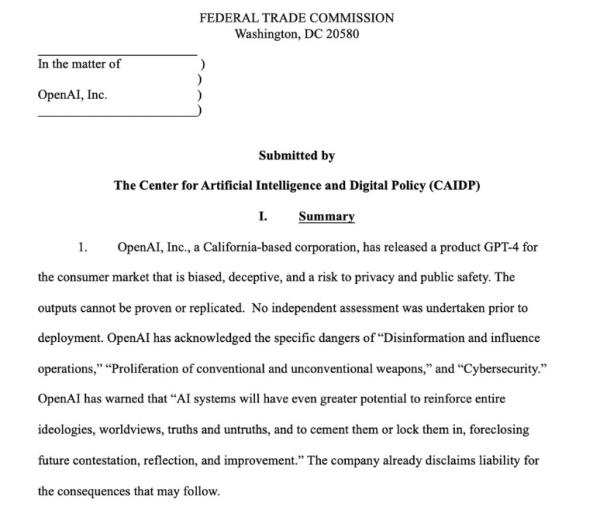 FEDERAL TRADE COMMISSION
Washington, DC 20580
In the matter of )
)
OpenAI, Inc. )
)
Submitted by
The Center for Artificial Intelligence and Digital Policy (CAIDP)
I. Summary
1. OpenAI, Inc., a California-based corporation, has released a product GPT-4 for
the consumer market that is biased, deceptive, and a risk to privacy and public safety. The
outputs cannot be proven or replicated. No independent assessment was undertaken prior to
deployment. OpenAI has acknowledged the specific dangers of “Disinformation and influence
operations,” “Proliferation of conventional and unconventional weapons,” and “Cybersecurity.”
OpenAI has warned that “AI systems will have even greater potential to reinforce entire
ideologies, worldviews, truths and untruths, and to cement them or lock them in, foreclosing
future contestation, reflection, and improvement.” The company already disclaims liability for
the consequences that may follow.